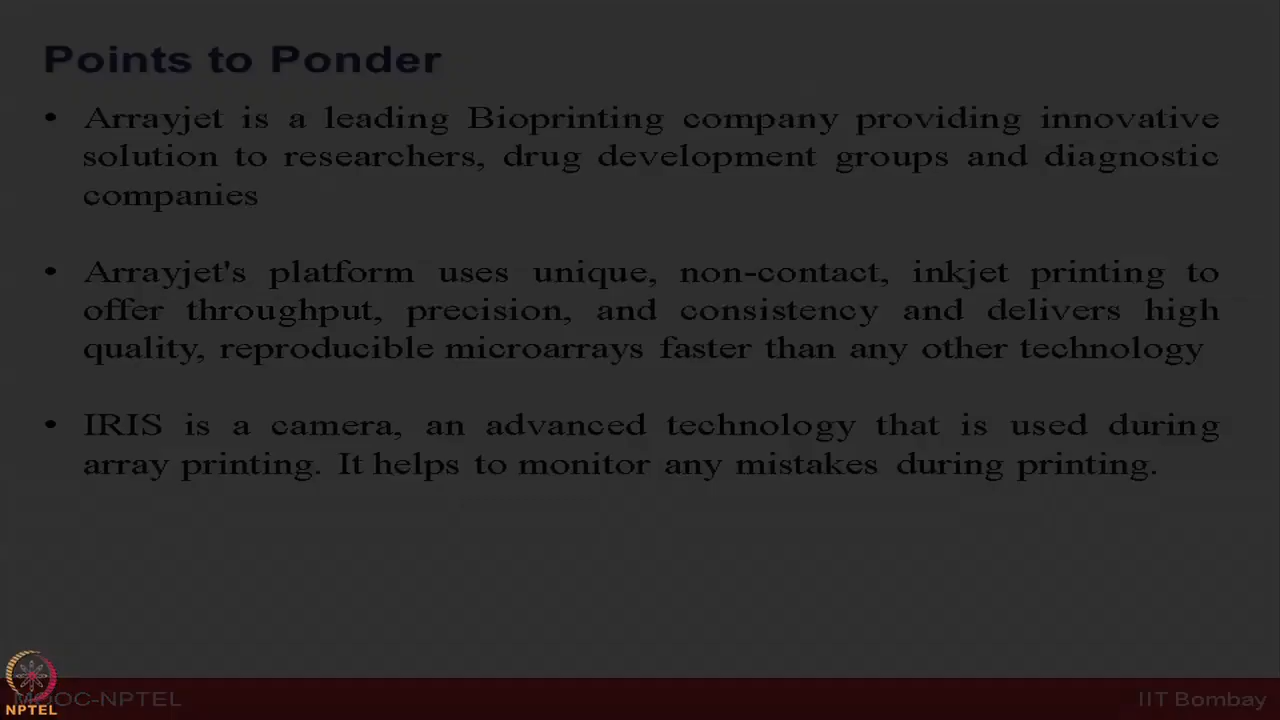 Points to Ponder
• Arrayjet is a leading Bioprinting company providing innovative
solution to researchers, drug development groups and diagnostic
companies
• Arrayjet's platform uses unique, non-contact, inkjet printing to
offer throughput, precision, and consistency and delivers high
quality, reproducible microarrays faster than any other technology
• IRIS is a camera, an advanced technology that is used during
array printing. It helps to monitor any mistakes during printing.
MOOC-NPTEL
IIT Bombay
NPTEL